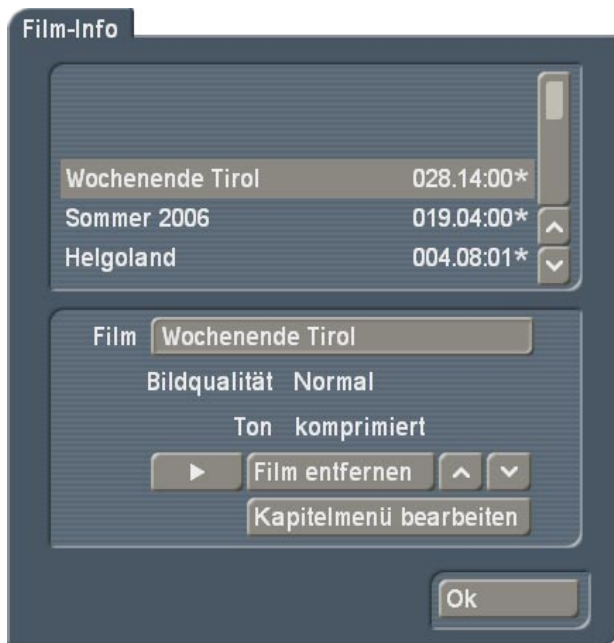 Film-Info
Wochenende Tirol 028.14:00*
Sommer 2006 019.04:00*
Helgoland 004.08:01*
Film Wochenende Tirol
Bildqualität Normal
Ton komprimiert
Film entfernen
Kapitelmenü bearbeiten
Ok